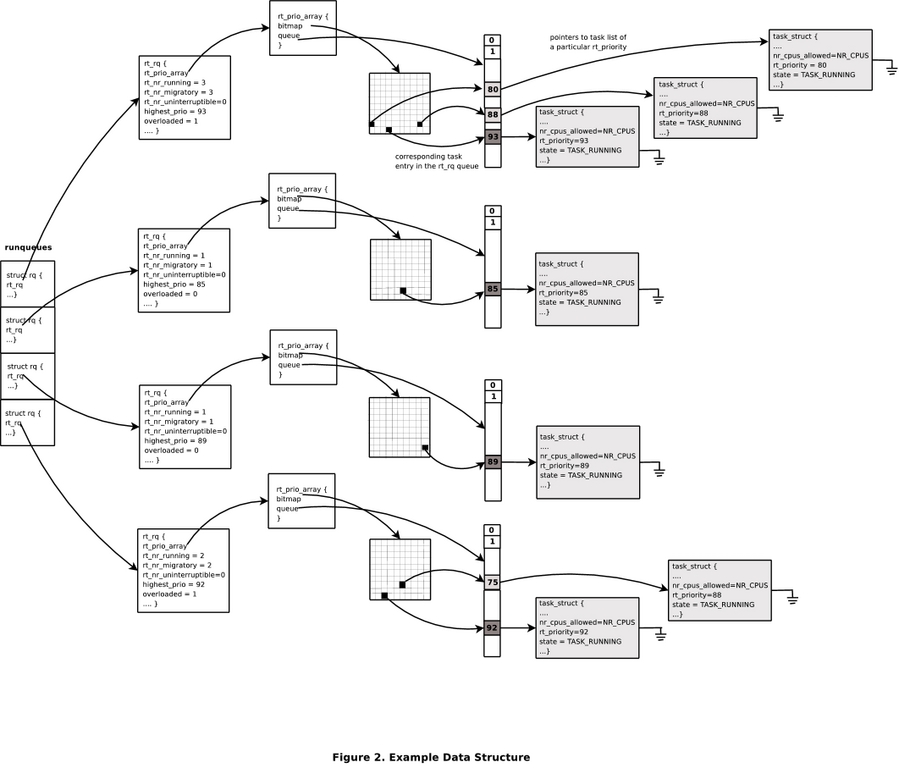 rt_prio_array {
bitmap
queue
}
rt_rq {
rt_prio_array
rt_nr_running = 3
rt_nr_migratory = 3
rt_nr_uninterruptible=0
highest_prio = 93
overloaded = 1
.... }
0
1
80
88
93
pointers to task list of
a particular rt_priority
corresponding task
entry in the rt_rq queue
task_struct {
....
nr_cpus_allowed=NR_CPUS
rt_priority = 80
state = TASK_RUNNING
...}
task_struct {
....
nr_cpus_allowed=NR_CPUS
rt_priority=88
state = TASK_RUNNING
...}
task_struct {
....
nr_cpus_allowed=NR_CPUS
rt_priority=93
state = TASK_RUNNING
...}
runqueues
struct rq {
rt_rq
...}
struct rq {
rt_rq
...}
struct rq {
rt_rq
...}
struct rq {
rt_rq
...}
rt_prio_array {
bitmap
queue
}
rt_rq {
rt_prio_array
rt_nr_running = 1
rt_nr_migratory = 1
rt_nr_uninterruptible=0
highest_prio = 85
overloaded = 0
.... }
0
1
85
task_struct {
....
nr_cpus_allowed=NR_CPUS
rt_priority=85
state = TASK_RUNNING
...}
rt_prio_array {
bitmap
queue
}
rt_rq {
rt_prio_array
rt_nr_running = 1
rt_nr_migratory = 1
rt_nr_uninterruptible=0
highest_prio = 89
overloaded = 0
.... }
0
1
89
task_struct {
....
nr_cpus_allowed=NR_CPUS
rt_priority=89
state = TASK_RUNNING
...}
rt_prio_array {
bitmap
queue
}
rt_rq {
rt_prio_array
rt_nr_running = 2
rt_nr_migratory = 2
rt_nr_uninterruptible=0
highest_prio = 92
overloaded = 1
.... }
0
1
75
92
task_struct {
....
nr_cpus_allowed=NR_CPUS
rt_priority=88
state = TASK_RUNNING
...}
task_struct {
....
nr_cpus_allowed=NR_CPUS
rt_priority=92
state = TASK_RUNNING
...}
Figure 2. Example Data Structure